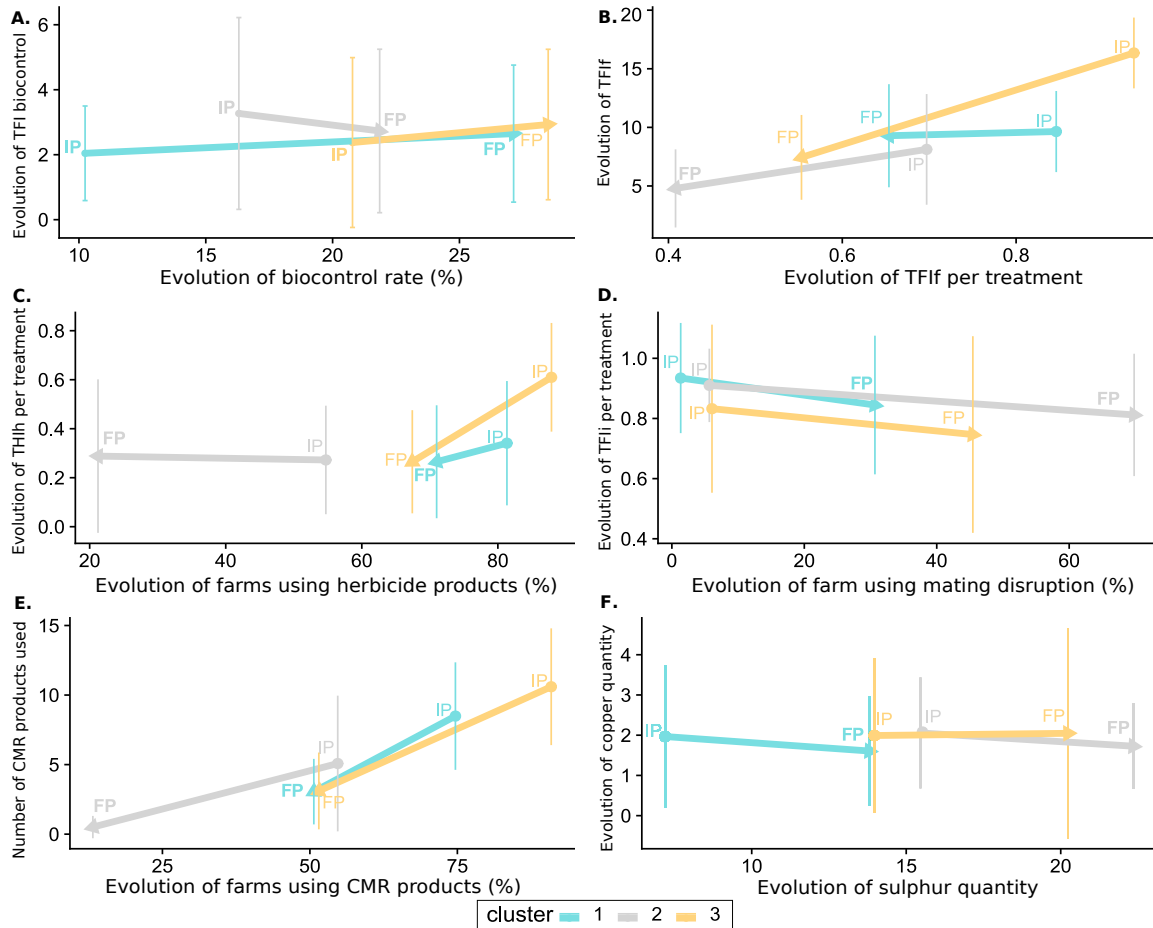 A.
Evolution of TFI biocontrol
6
4
2
0
IP
IP
IP
FP
FP
FP
10
15
20
25
Evolution of biocontrol rate (%)
B.
Evolution of TFIf
20
15
10
5
IP
FP
IP
FP
IP
FP
0.4
0.6
0.8
Evolution of TFIf per treatment
C.
Evolution of THIh per treatment
0.8
0.6
0.4
0.2
0.0
FP
IP
IP
IP
FP
FP
20
40
60
80
Evolution of farms using herbicide products (%)
D.
Evolution of TFIi per treatment
1.0
0.8
0.6
0.4
IP
IP
IP
FP
FP
FP
0
20
40
60
Evolution of farm using mating disruption (%)
E.
Number of CMR products used
15
10
5
0
IP
IP
IP
FP
FP
FP
25
50
75
Evolution of farms using CMR products (%)
F.
Evolution of copper quantity
4
3
2
1
0
IP
FP
IP
IP
FP
FP
10
15
20
Evolution of sulphur quantity
cluster 1 2 3